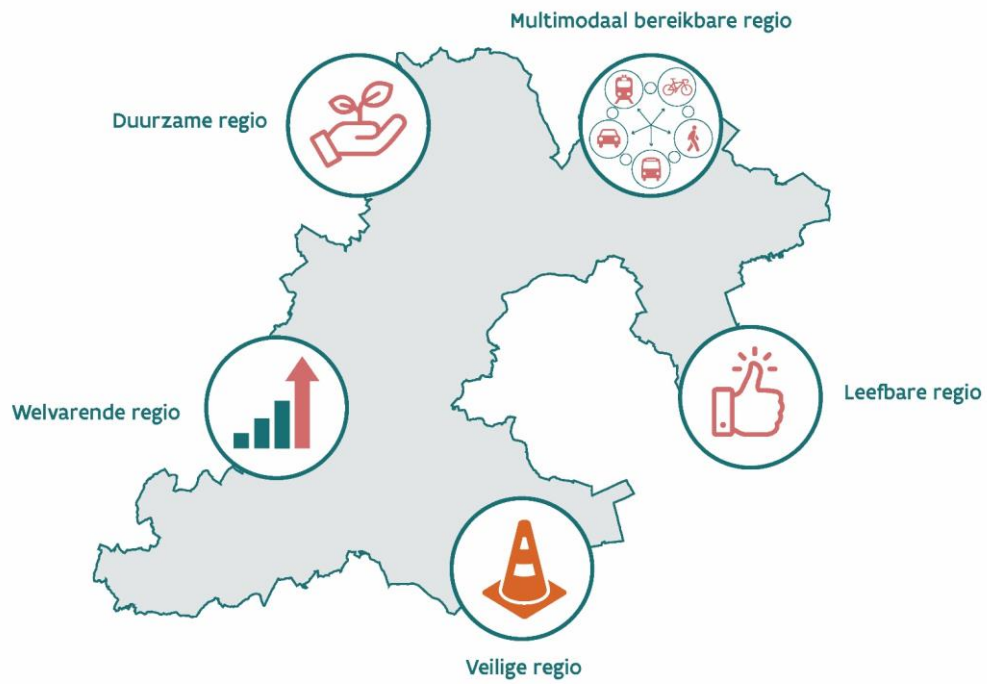 Multimodaal bereikbare regio
Duurzame regio
Welvarende regio
Leefbare regio
Veilige regio